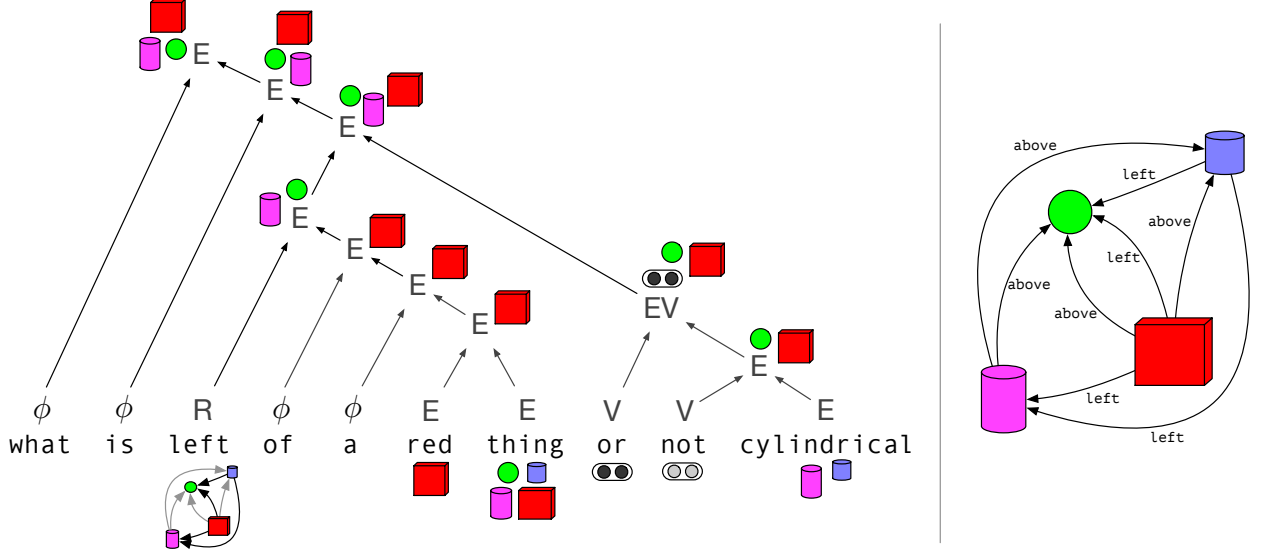 E
E
E
E
E
E
E
EV
E
ϕ ϕ R ϕ ϕ E E V V E
what is left of a red thing or not cylindrical
above
left
above
left
above
above
left
left